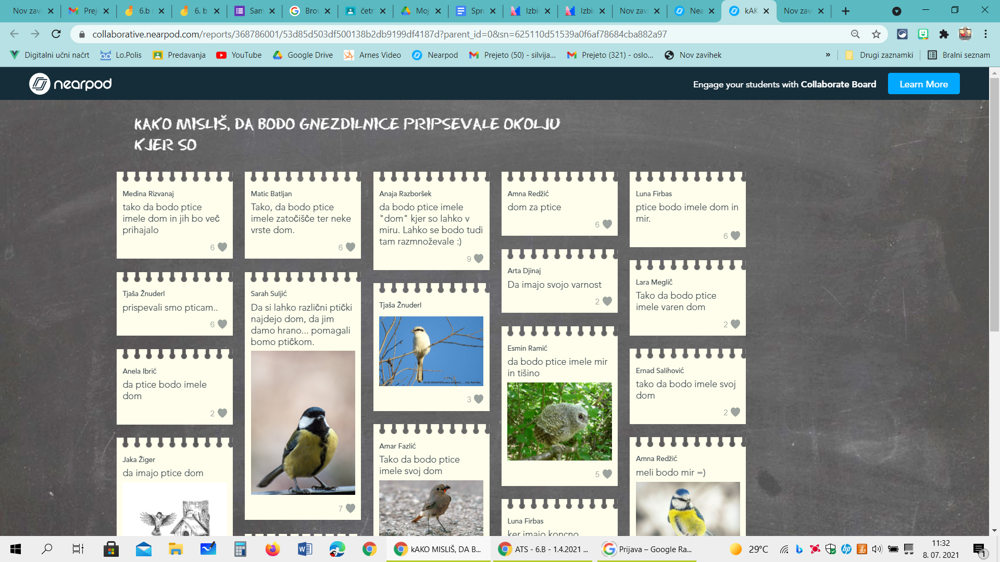 Nov zavi
Prej
6.b
6. b
Sam
Brov
četr
Moj
Spro
Izbi
Izbi
Nov zav
Nea
kAK
Nov zav
collaborative.nearpod.com/reports/368786001/53d85d503df500138b2db9199df4187d?parent_id=0&sn=625110d51539a0f6af78684cba882a97
Digitalni učni načrt
Lo.Polis
Predavanja
YouTube
Google Drive
Arnes Video
Nearpod
Prejeto (50) - silvija...
Prejeto (321) - oslo...
Nov zavihek
»
Drugi zaznamki
Bralni seznam
nearpod
Engage your students with Collaborate Board
Learn More
KAKO MISLIŠ, DA BODO GNEZDILNICE PRIPSEVALE OKOLJU
KJER SO
Medina Rizvanaj
tako da bodo ptice
imele dom in jih bo več
prihajalo
6
Tjaša Žnuderl
prispevali smo pticam..
6
Anela Ibrić
da ptice bodo imele
dom
2
Jaka Žiger
da imajo ptice dom
Matic Batljan
Tako, da bodo ptice
imele zatočišče ter neke
vrste dom.
6
Sarah Suljić
Da si lahko različni ptički
najdejo dom, da jim
damo hrano... pomagali
bomo ptičkom.
7
Anaja Razboršek
da bodo ptice imele
"dom" kjer so lahko v
miru. Lahko se bodo tudi
tam razmnoževale :)
9
Tjaša Žnuderl
3
Amar Fazlić
Tako da bodo ptice
imele svoj dom
Amna Redžić
dom za ptice
6
Arta Djinaj
Da imajo svojo varnost
2
Esmin Ramić
da bodo ptice imele mir
in tišino
5
Luna Firbas
ker imajo koncno
Luna Firbas
ptice bodo imele dom in
mir.
6
Lara Meglič
Tako da bodo ptice
imele varen dom
2
Ernad Salihović
tako da bodo imele svoj
dom
2
Amna Redžić
meli bodo mir =)
kAKO MISLIŠ, DA B...
ATS - 6.B - 1.4.2021 ...
Prijava – Google Ra...
29°C
11:32
8. 07. 2021
1